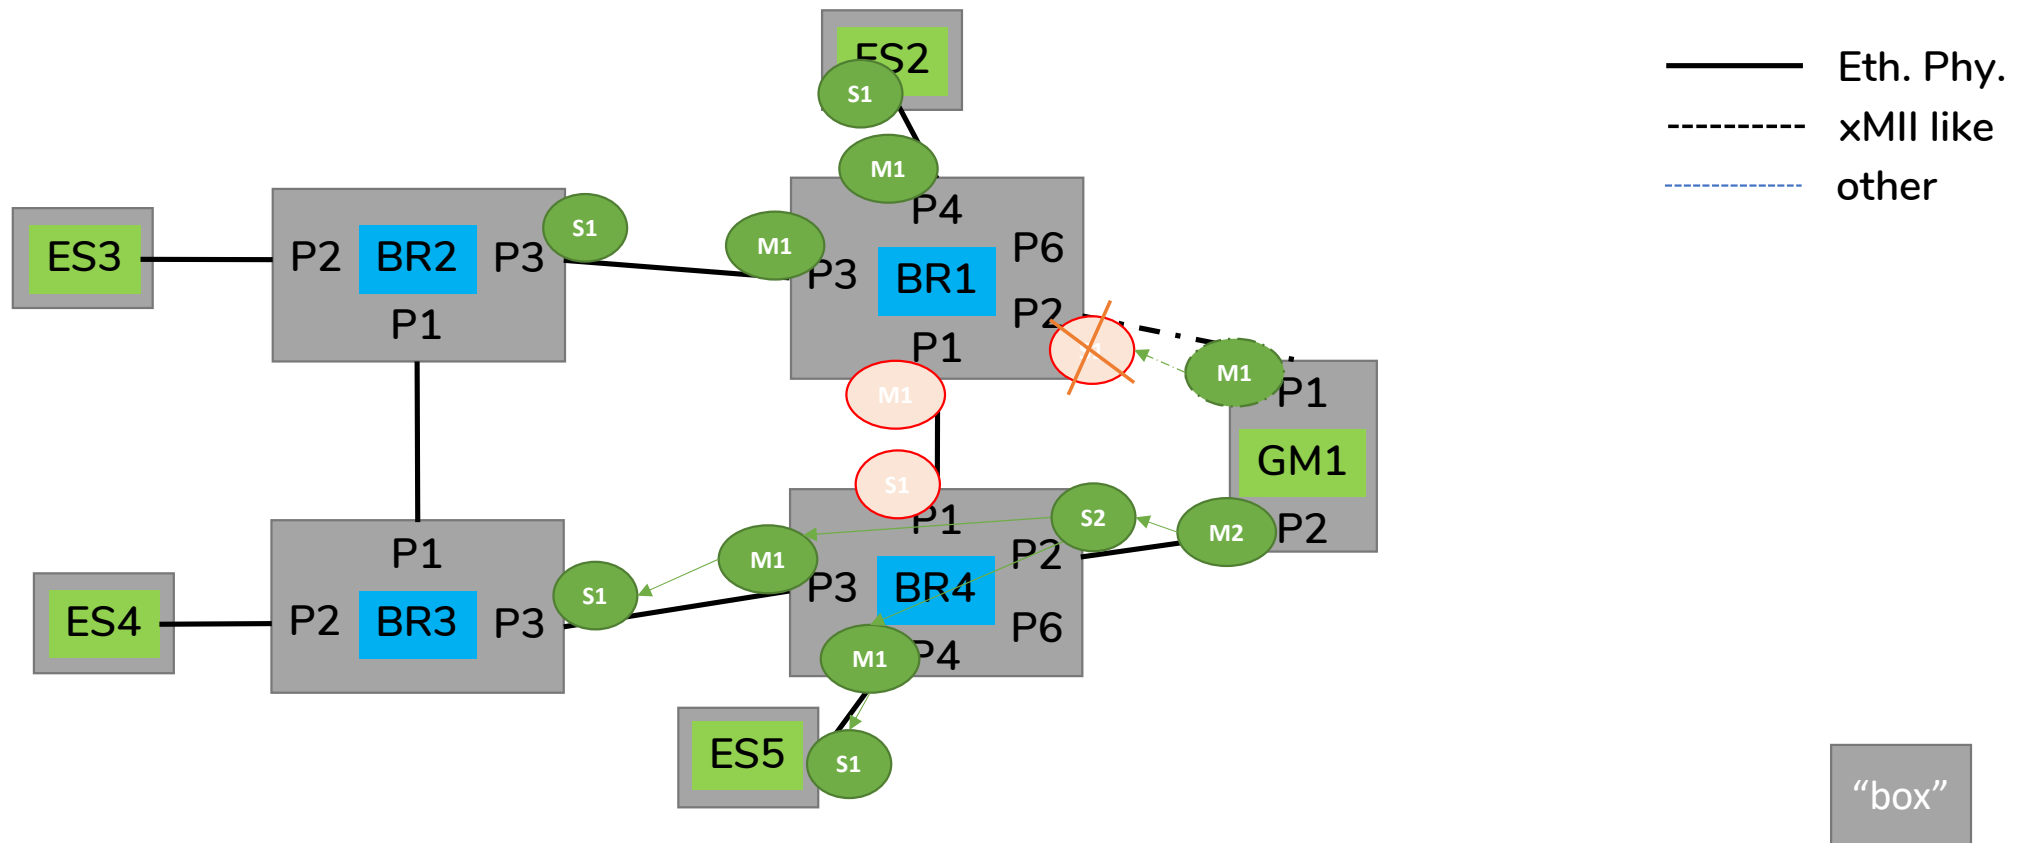 ES2
S1
M1
P4
Eth. Phy.
xMII like
other
ES3
P2
BR2
P3
P1
S1
M1
P3
BR1
P6
P2
P1
M1
S1
M1
P1
GM1
P2
M2
S2
P1
P2
P3
BR4
P6
P4
M1
M1
S1
P1
P2
BR3
P3
ES4
ES5
S1
“box”